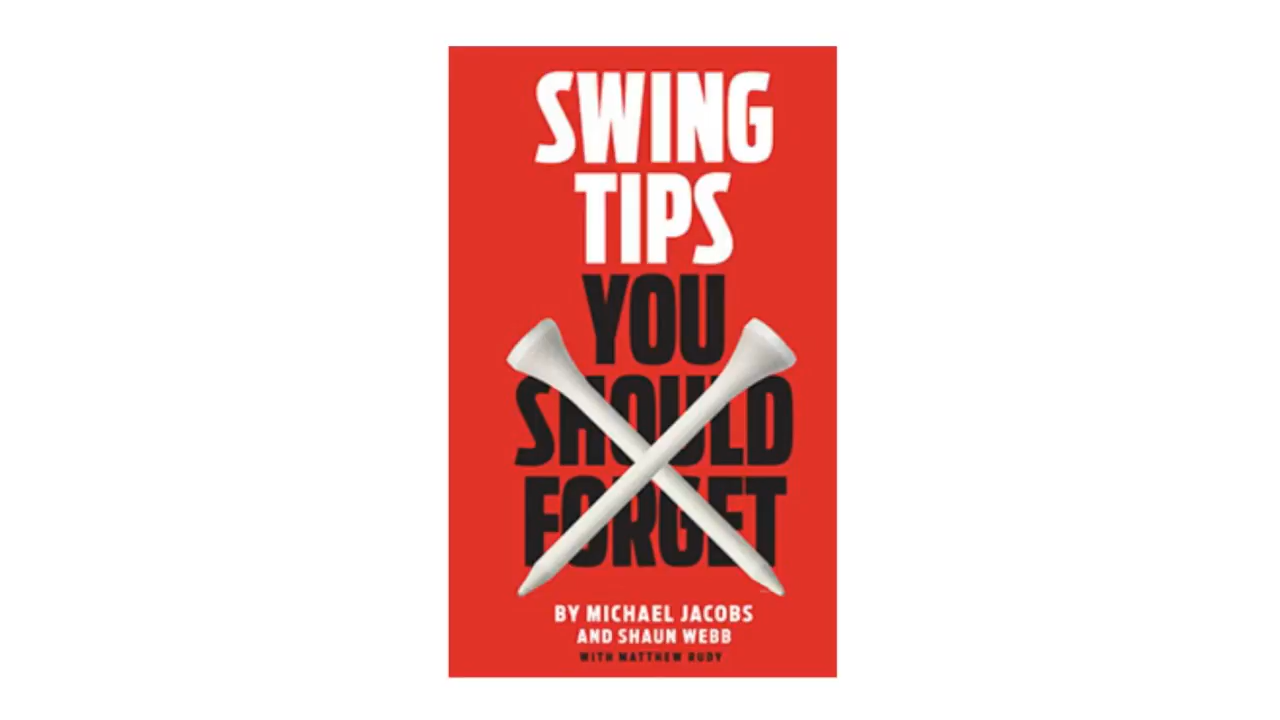 SWING
TIPS
YOU
SHOULD
FORGET
BY MICHAEL JACOBS
AND SHAUN WEBB
WITH MATTHEW RUDY